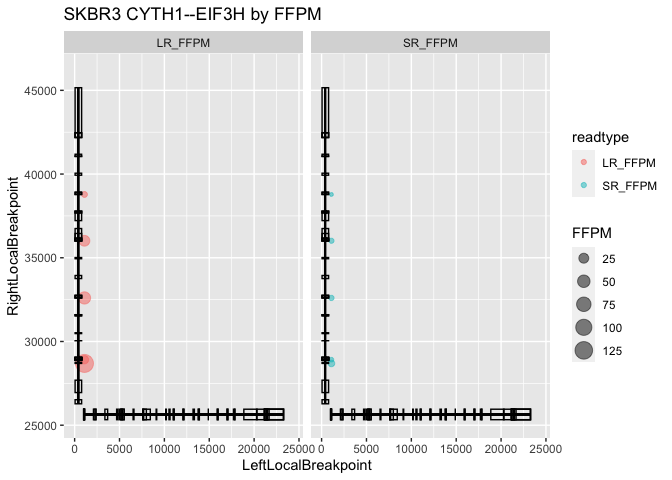 SKBR3 CYTH1--EIF3H by FFPM
LR_FFPM
SR_FFPM
45000
40000
35000
30000
25000
RightLocalBreakpoint
0
5000
10000
15000
20000
25000
0
5000
10000
15000
20000
25000
LeftLocalBreakpoint
readtype
LR_FFPM
SR_FFPM
FFPM
25
50
75
100
125